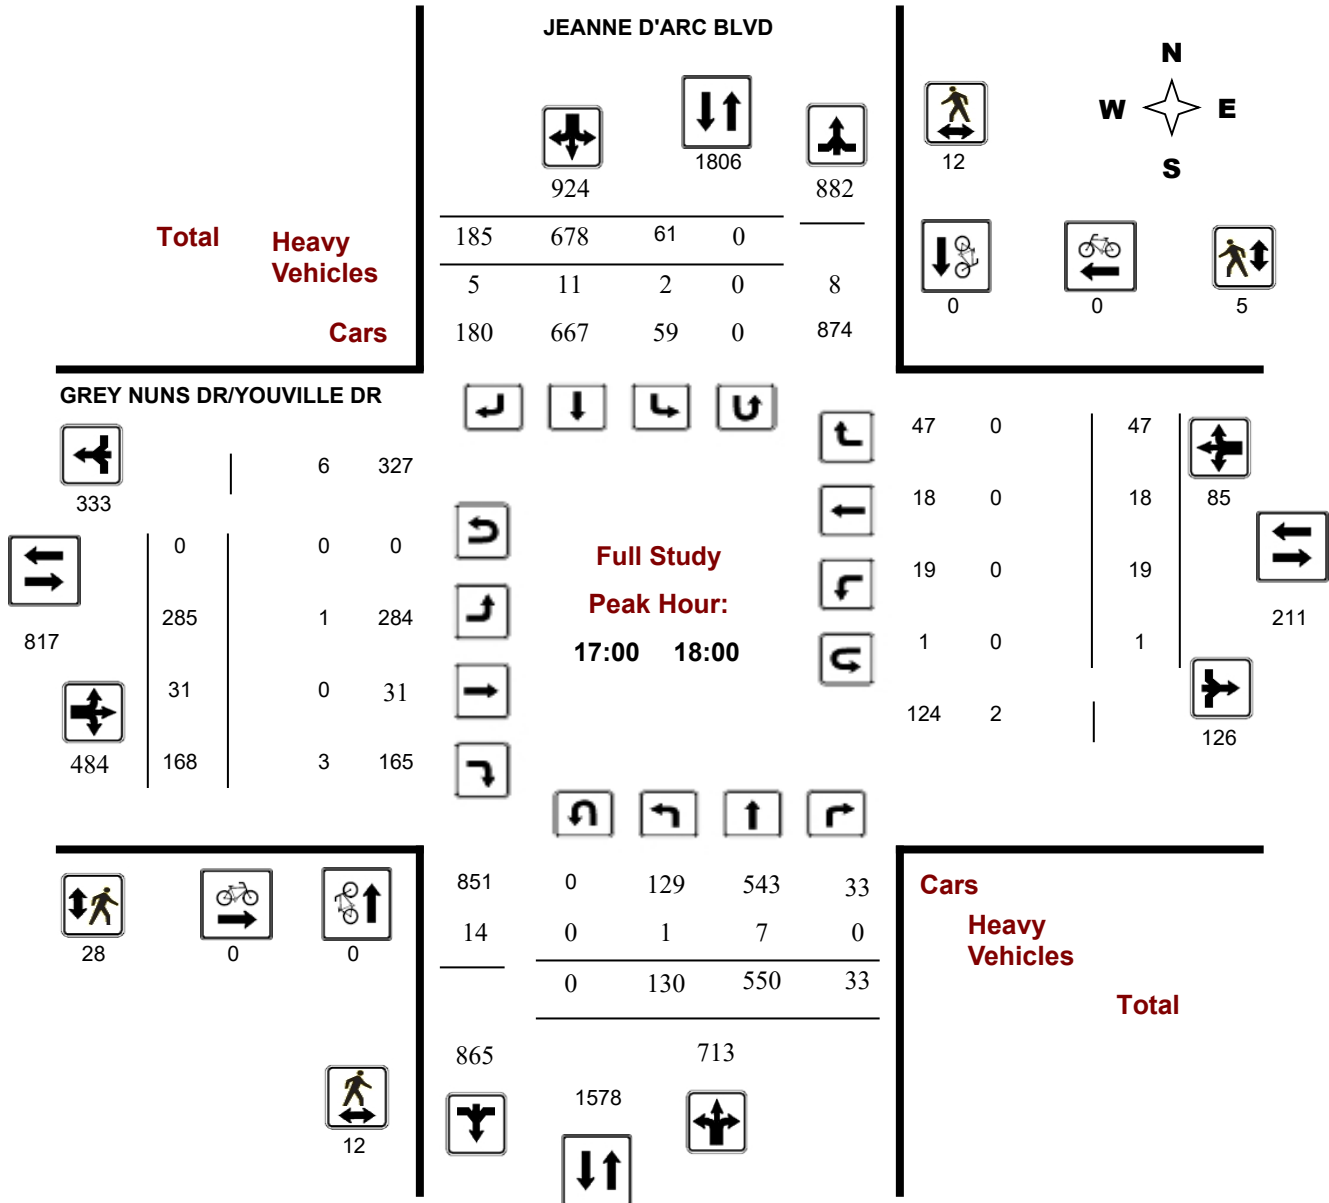 JEANNE D'ARC BLVD
N
W E
S
1806
12
924 882
Total Heavy Vehicles
185 678 61 0
5 11 2 0 8
Cars
180 667 59 0 874
0 0 5
GREY NUNS DR/YOUVILLE DR
47 0 47
6 327
333
18 0 18 85
0 0 0
Full Study
19 0 19
Peak Hour:
285 1 284
211
817
17:00 18:00
1 0 1
31 0 31
124 2
126
484 168 3 165
851 0 129 543 33
Cars
14 0 1 7 0
Heavy
Vehicles
28 0 0
0 130 550 33
Total
865 713
1578
12